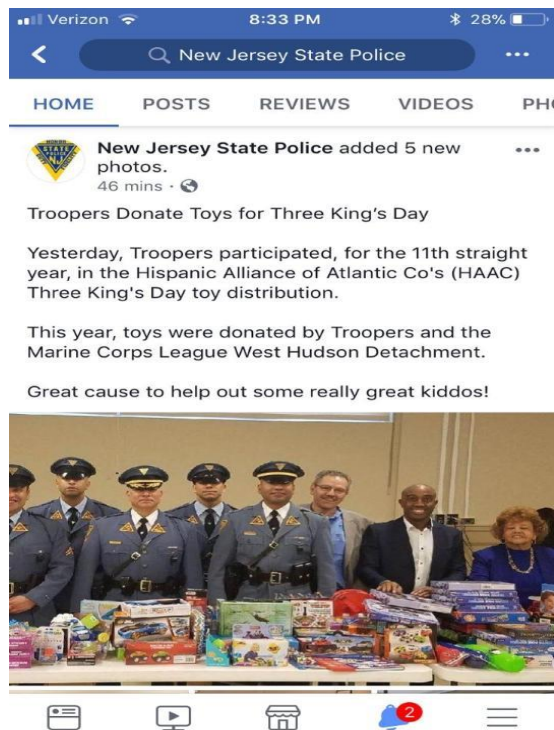 Verizon 8:33 PM 28%
New Jersey State Police
HOME POSTS REVIEWS VIDEOS PH
STATE
POLICE
N.J.
New Jersey State Police added 5 new
photos.
46 mins ·
Troopers Donate Toys for Three King's Day
Yesterday, Troopers participated, for the 11th straight
year, in the Hispanic Alliance of Atlantic Co's (HAAC)
Three King's Day toy distribution.
This year, toys were donated by Troopers and the
Marine Corps League West Hudson Detachment.
Great cause to help out some really great kiddos!
2